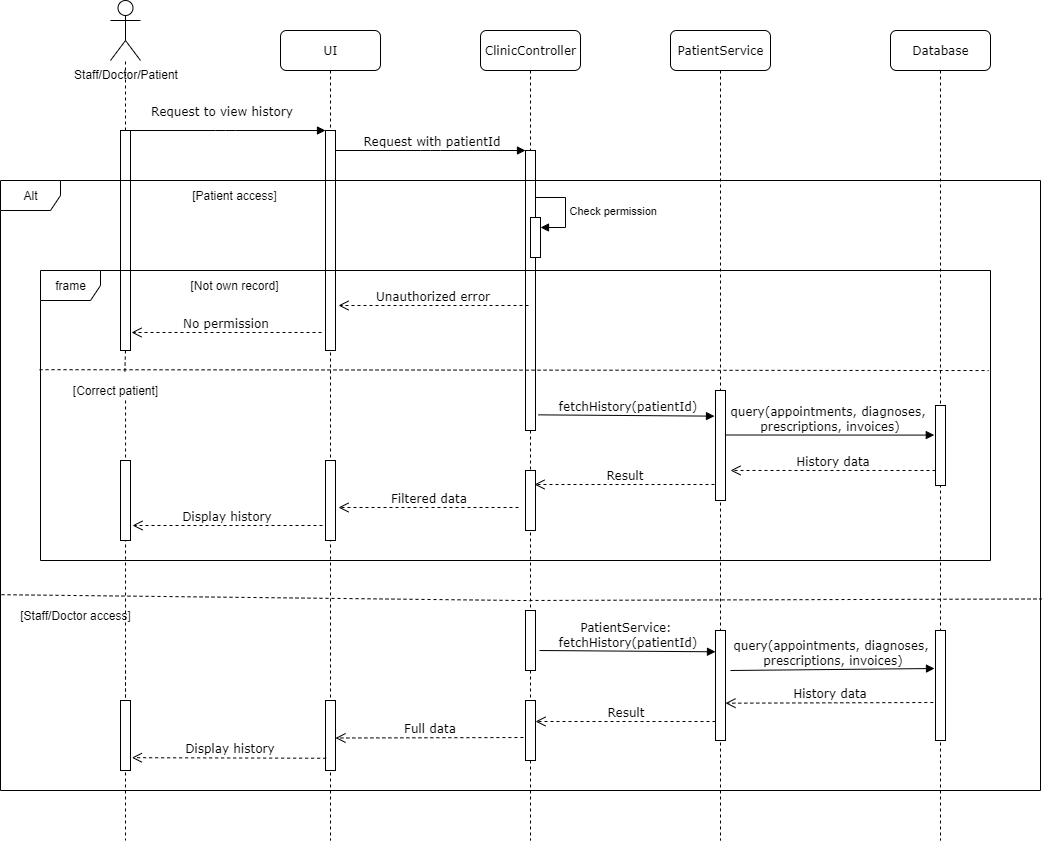 Staff/Doctor/Patient
UI
ClinicController
PatientService
Database
Request to view history
Request with patientId
Alt
[Patient access]
Check permission
frame
[Not own record]
Unauthorized error
No permission
[Correct patient]
fetchHistory(patientId)
query(appointments, diagnoses,
prescriptions, invoices)
History data
Result
Filtered data
Display history
[Staff/Doctor access]
PatientService:
fetchHistory(patientId)
query(appointments, diagnoses,
prescriptions, invoices)
History data
Result
Full data
Display history